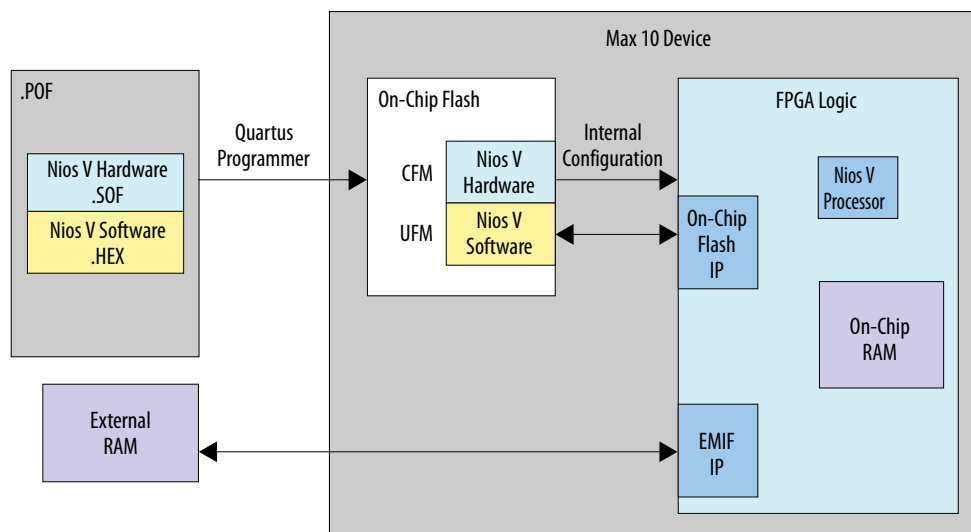 Max 10 Device
.POF
Nios V Hardware
.SOF
Nios V Software
.HEX
Quartus
Programmer
On-Chip Flash
CFM
Nios V
Hardware
UFM
Nios V
Software
Internal
Configuration
FPGA Logic
Nios V
Processor
On-Chip
Flash
IP
On-Chip
RAM
External
RAM
EMIF
IP